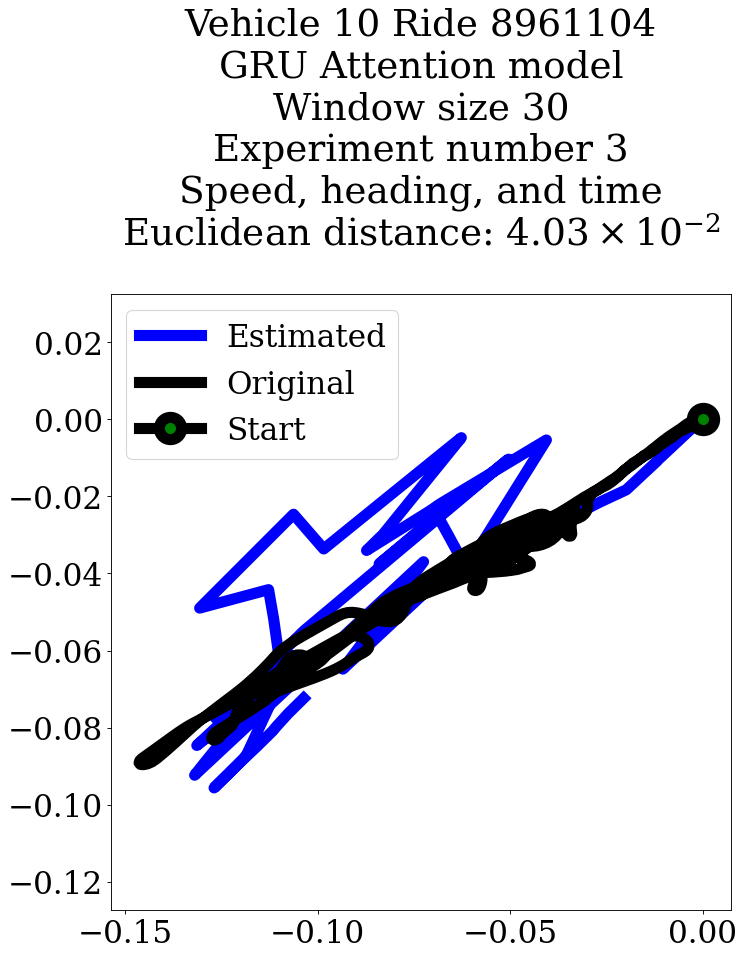 Vehicle 10 Ride 8961104
GRU Attention model
Window size 30
Experiment number 3
Speed, heading, and time
Euclidean distance: 4.03 × 10⁻²
Estimated
Original
Start
0.02
0.00
−0.02
−0.04
−0.06
−0.08
−0.10
−0.12
−0.15 −0.10 −0.05 0.00